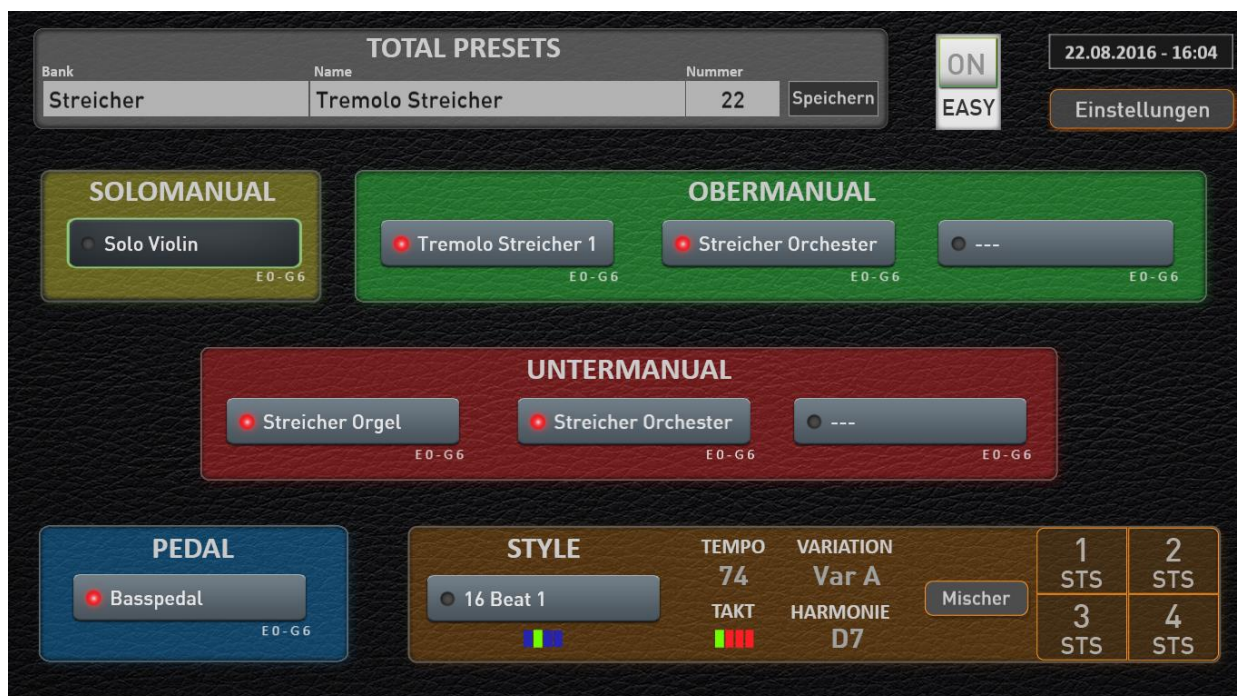 TOTAL PRESETS
Bank Name Nummer
Streicher Tremolo Streicher 22 Speichern
ON
EASY
22.08.2016 - 16:04
Einstellungen
SOLOMANUAL
Solo Violin
E0-G6
OBERMANUAL
Tremolo Streicher 1 Streicher Orchester ---
E0-G6 E0-G6 E0-G6
UNTERMANUAL
Streicher Orgel Streicher Orchester ---
E0-G6 E0-G6 E0-G6
PEDAL
Basspedal
E0-G6
STYLE
16 Beat 1
TEMPO VARIATION
74 Var A
TAKT HARMONIE
D7
Mischer
1 2
STS STS
3 4
STS STS